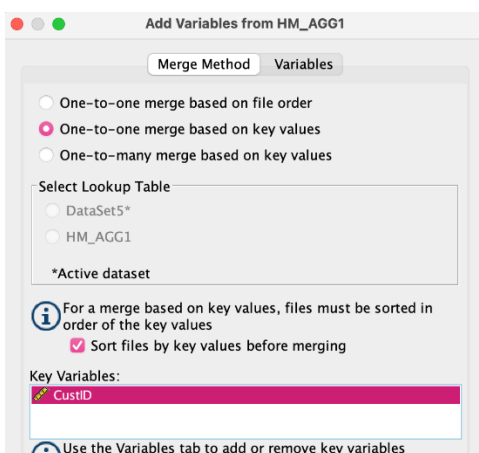 Add Variables from HM_AGG1
Merge Method Variables
One-to-one merge based on file order
One-to-one merge based on key values
One-to-many merge based on key values
Select Lookup Table
DataSet5*
HM_AGG1
*Active dataset
For a merge based on key values, files must be sorted in
order of the key values
Sort files by key values before merging
Key Variables:
CustID
Use the Variables tab to add or remove key variables